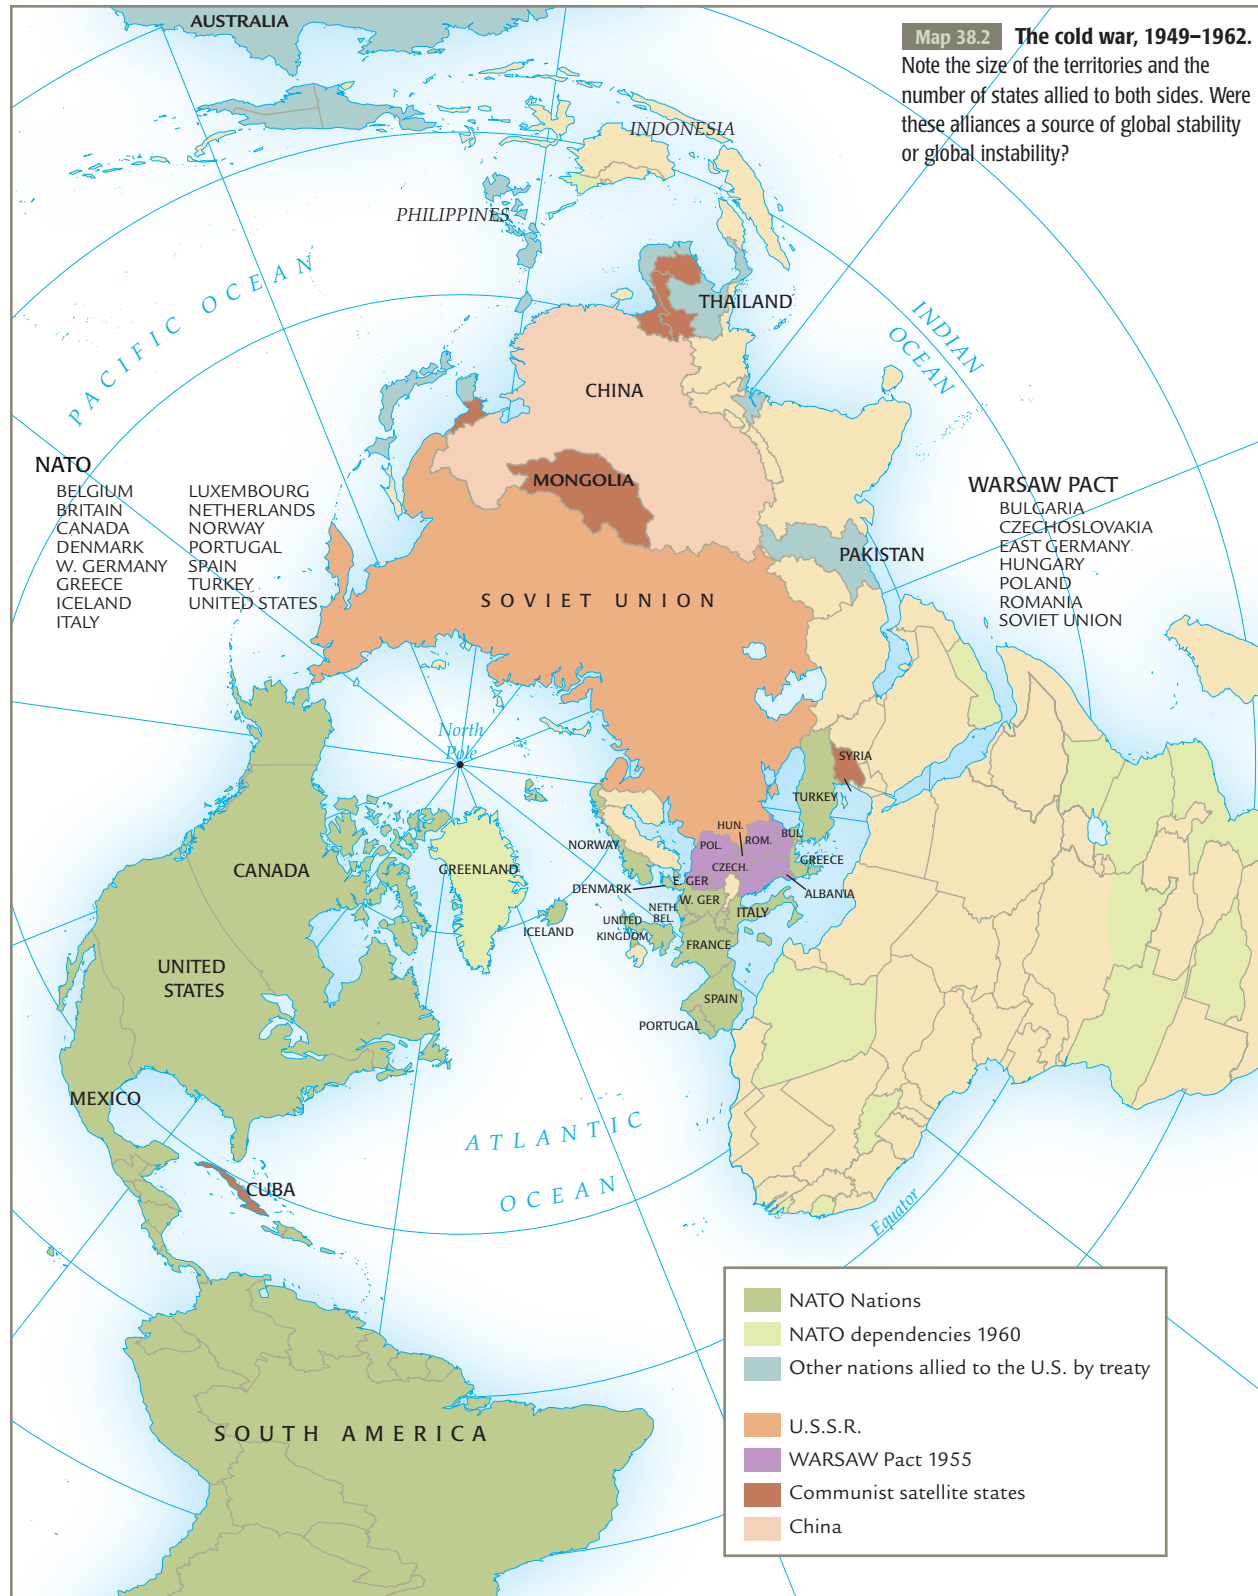 Map 38.2 The cold war, 1949–1962.
Note the size of the territories and the
number of states allied to both sides. Were
these alliances a source of global stability
or global instability?
AUSTRALIA
INDONESIA
PHILIPPINES
PACIFIC OCEAN
THAILAND
INDIAN
OCEAN
CHINA
MONGOLIA
NATO
BELGIUM
BRITAIN
CANADA
DENMARK
W. GERMANY
GREECE
ICELAND
ITALY
LUXEMBOURG
NETHERLANDS
NORWAY
PORTUGAL
SPAIN
TURKEY
UNITED STATES
WARSAW PACT
BULGARIA
CZECHOSLOVAKIA
EAST GERMANY
HUNGARY
POLAND
ROMANIA
SOVIET UNION
PAKISTAN
SOVIET UNION
North
Pole
SYRIA
TURKEY
HUN.
ROM.
BUL.
POL.
CZECH.
NORWAY
GREECE
CANADA
GREENLAND
E. GER
DENMARK
ALBANIA
W. GER
NETH.
BEL.
ITALY
ICELAND
UNITED
KINGDOM
FRANCE
UNITED
STATES
SPAIN
PORTUGAL
MEXICO
ATLANTIC
OCEAN
CUBA
Equator
SOUTH AMERICA
NATO Nations
NATO dependencies 1960
Other nations allied to the U.S. by treaty
U.S.S.R.
WARSAW Pact 1955
Communist satellite states
China